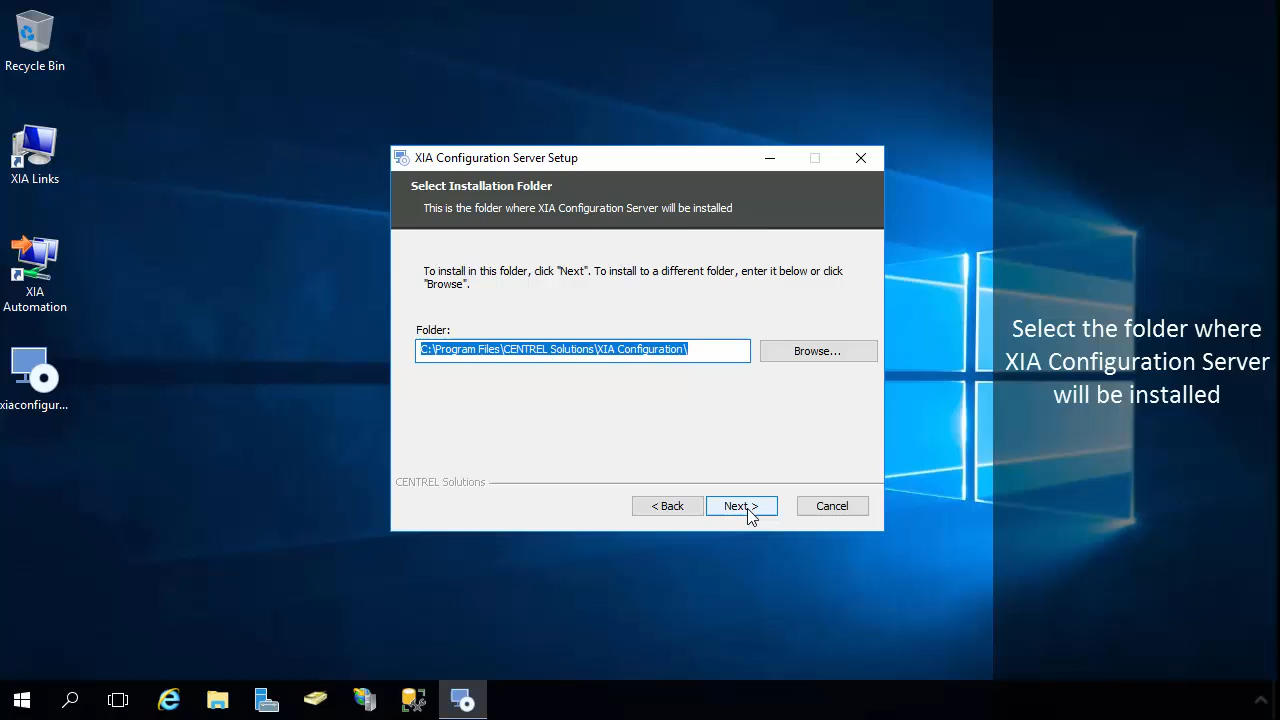 Recycle Bin
XIA Links
XIA
Automation
xiaconfigur...
XIA Configuration Server Setup
Select Installation Folder
This is the folder where XIA Configuration Server will be installed
To install in this folder, click "Next". To install to a different folder, enter it below or click
"Browse".
Folder:
C:\Program Files\CENTREL Solutions\XIA Configuration\
Browse...
CENTREL Solutions
< Back
Next >
Cancel
Select the folder where
XIA Configuration Server
will be installed